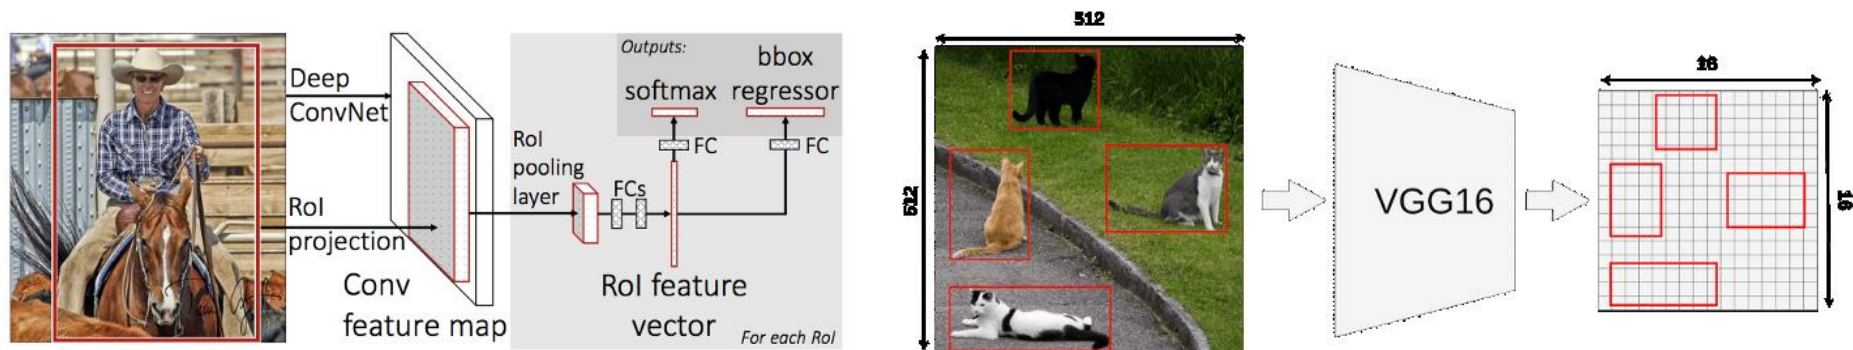 Deep
ConvNet
RoI
projection
Conv
feature map
RoI
pooling
layer
FCs
RoI feature
vector
For each RoI
Outputs:
softmax
bbox
regressor
FC
FC
512
512
VGG16
16
16